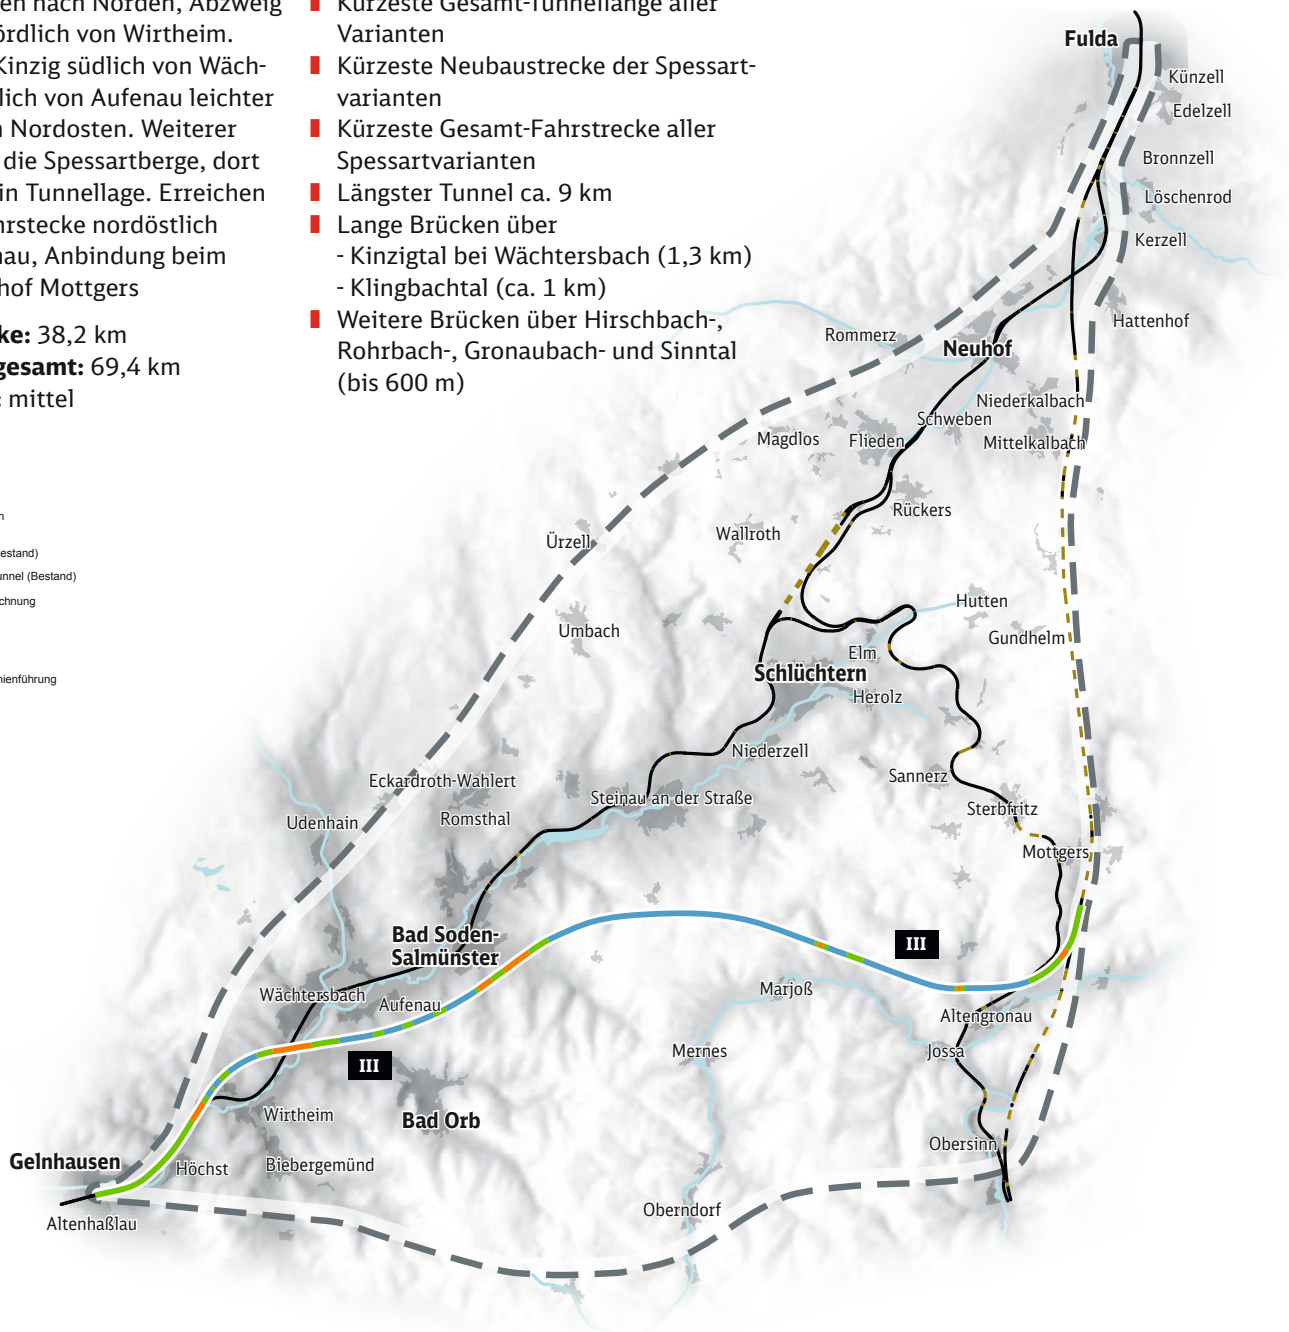 en nach Norden, Abzweig
ördlich von Wirtheim.
Kinzig südlich von Wäch-
lich von Aufenau leichter
Nordosten. Weiterer
die Spessartberge, dort
in Tunnellage. Erreichen
hrstecke nordöstlich
nau, Anbindung beim
hof Mottgers
ke: 38,2 km
gesamt: 69,4 km
: mittel
Kürzeste Gesamt-Tunnellänge aller
Varianten
Kürzeste Neubaustrecke der Spessart-
varianten
Kürzeste Gesamt-Fahrstrecke aller
Spessartvarianten
Längster Tunnel ca. 9 km
Lange Brücken über
- Kinzigtal bei Wächtersbach (1,3 km)
- Klingbachtal (ca. 1 km)
Weitere Brücken über Hirschbach-,
Rohrbach-, Gronaubach- und Sinntal
(bis 600 m)
n
estand)
unnel (Bestand)
chnung
nienführung
Fulda
Künzell
Edelzell
Bronnzell
Löschenrod
Kerzell
Hattenhof
Rommerz
Neuhof
Niederkalbach
Schweben
Magdlos
Flieden
Mittelkalbach
Rückers
Wallroth
Ürzell
Hutten
Umbach
Gundhelm
Elm
Schlüchtern
Herolz
Niederzell
Sannerz
Eckardroth-Wahlert
Steinau an der Straße
Sterbfritz
Romsthal
Udenhain
Mottgers
Bad Soden-
Salmünster
III
Marjoß
Wächtersbach
Aufenau
Altengronau
Mernes
Jossa
III
Wirtheim
Bad Orb
Obersinn
Gelnhausen
Höchst
Biebergemünd
Oberndorf
Altenhaßlau